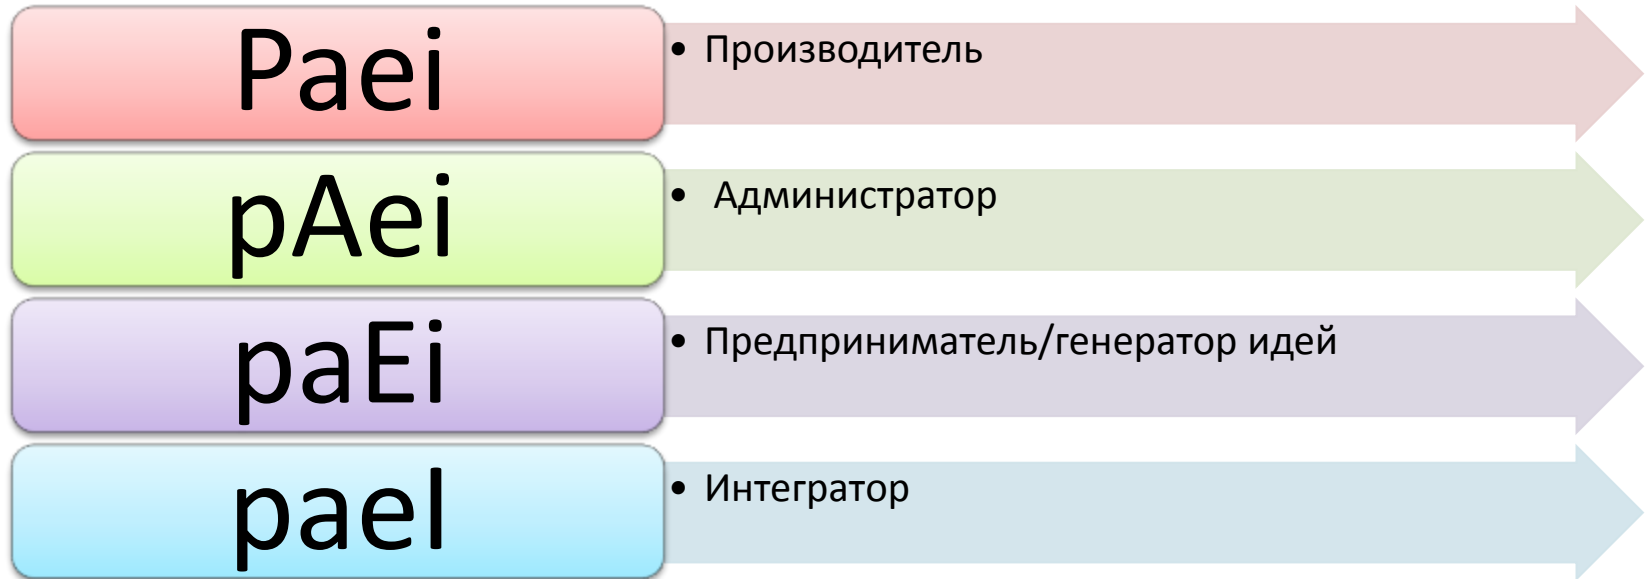 Paei
• Производитель
pAei
• Администратор
paEi
• Предприниматель/генератор идей
paeI
• Интегратор